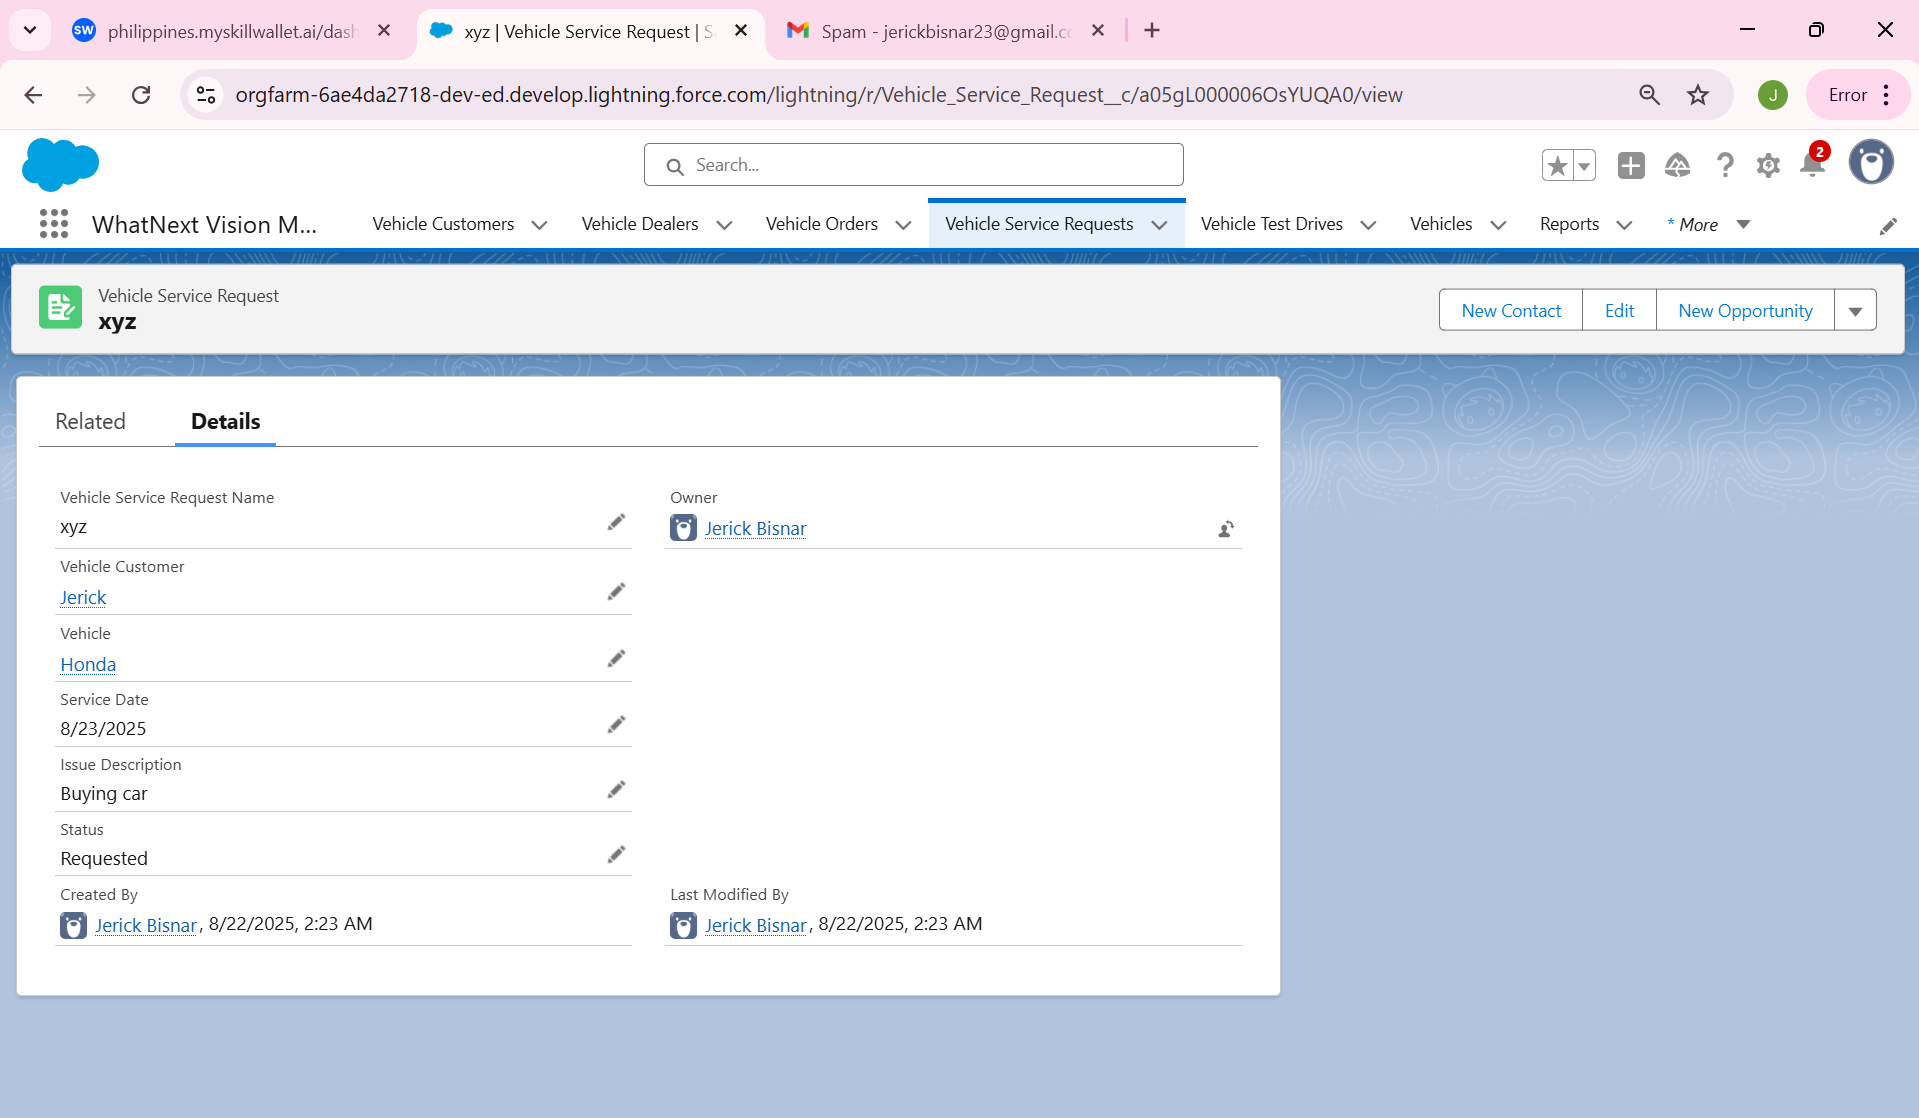 SW philippines.myskillwallet.ai/dash
xyz | Vehicle Service Request | S
Spam - jerickbisnar23@gmail.co
orgfarm-6ae4da2718-dev-ed.develop.lightning.force.com/lightning/r/Vehicle_Service_Request__c/a05gL000006OsYUQA0/view
J
Error
Search...
2
WhatNext Vision M...
Vehicle Customers
Vehicle Dealers
Vehicle Orders
Vehicle Service Requests
Vehicle Test Drives
Vehicles
Reports
* More
Vehicle Service Request
xyz
New Contact
Edit
New Opportunity
Related
Details
Vehicle Service Request Name
xyz
Owner
Jerick Bisnar
Vehicle Customer
Jerick
Vehicle
Honda
Service Date
8/23/2025
Issue Description
Buying car
Status
Requested
Created By
Jerick Bisnar, 8/22/2025, 2:23 AM
Last Modified By
Jerick Bisnar, 8/22/2025, 2:23 AM